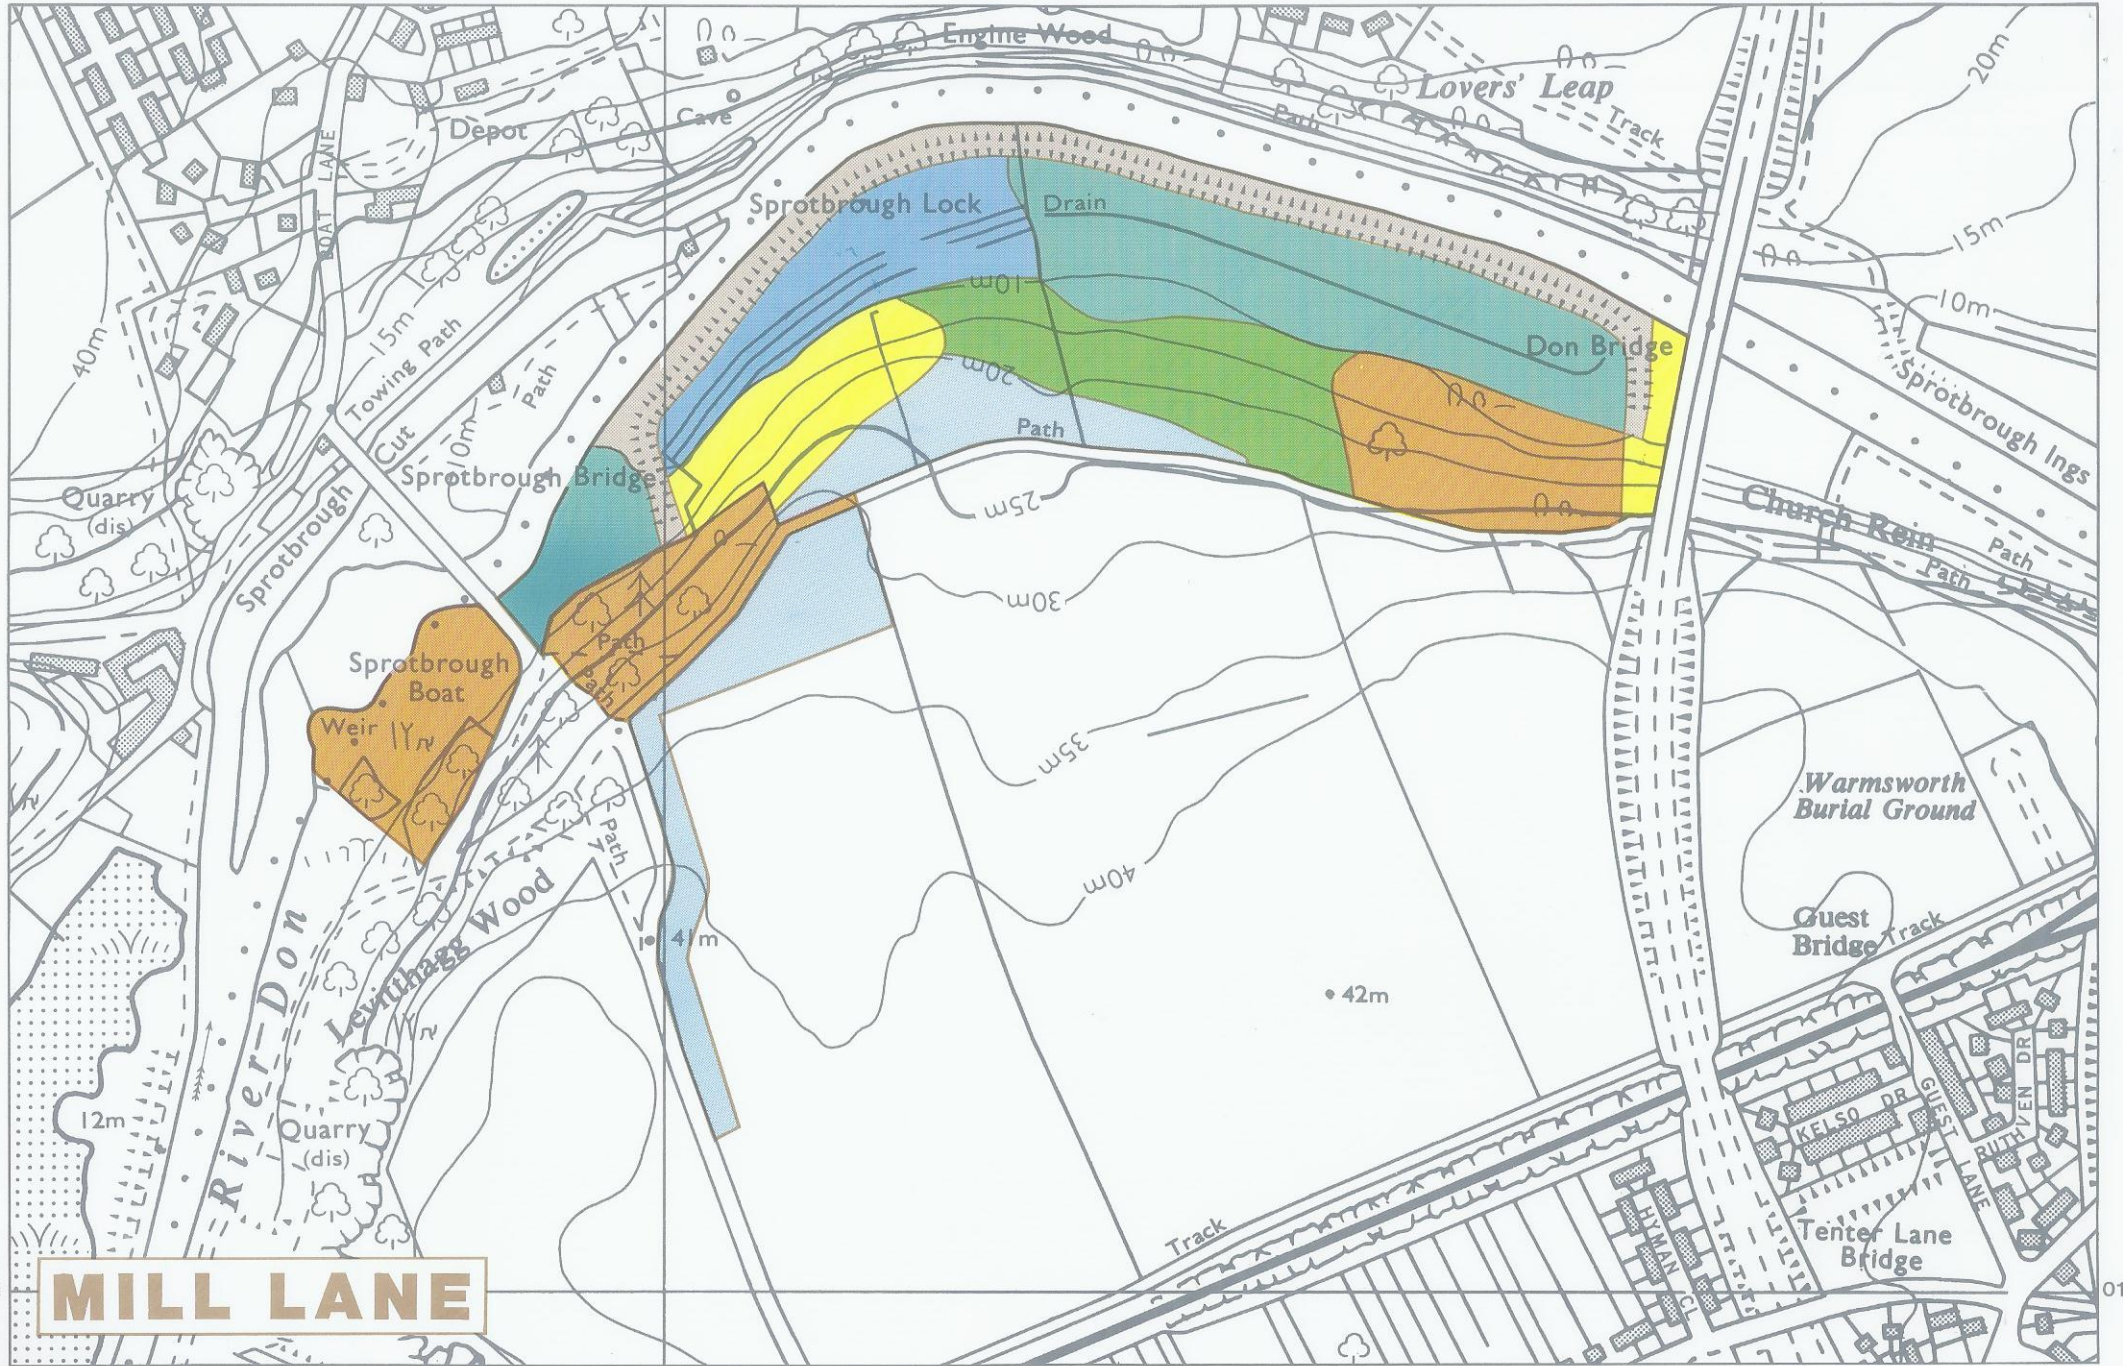 Engine Wood
Lovers' Leap
20m
Cave
Path
Track
Depot
BOAT LANE
Sprotbrough Lock
Drain
15m
10m
15m
10m
40m
Towing Path
Path
20m
Don Bridge
Sprotbrough Ings
Cut
10m
Path
Sprotbrough Bridge
Quarry
(dis)
25m
Church Rein
Path
Path
Sprotbrough
30m
Path
Path
Sprotbrough
Boat
Weir
35m
Warmsworth
Burial Ground
Path
40m
Levitthagg Wood
Guest
Bridge
Track
41m
42m
River Don
12m
Quarry
(dis)
KELSO DR
GUEST LANE
RUTHVEN DR
HYMAN CL
Track
Tenter Lane
Bridge
MILL LANE
01